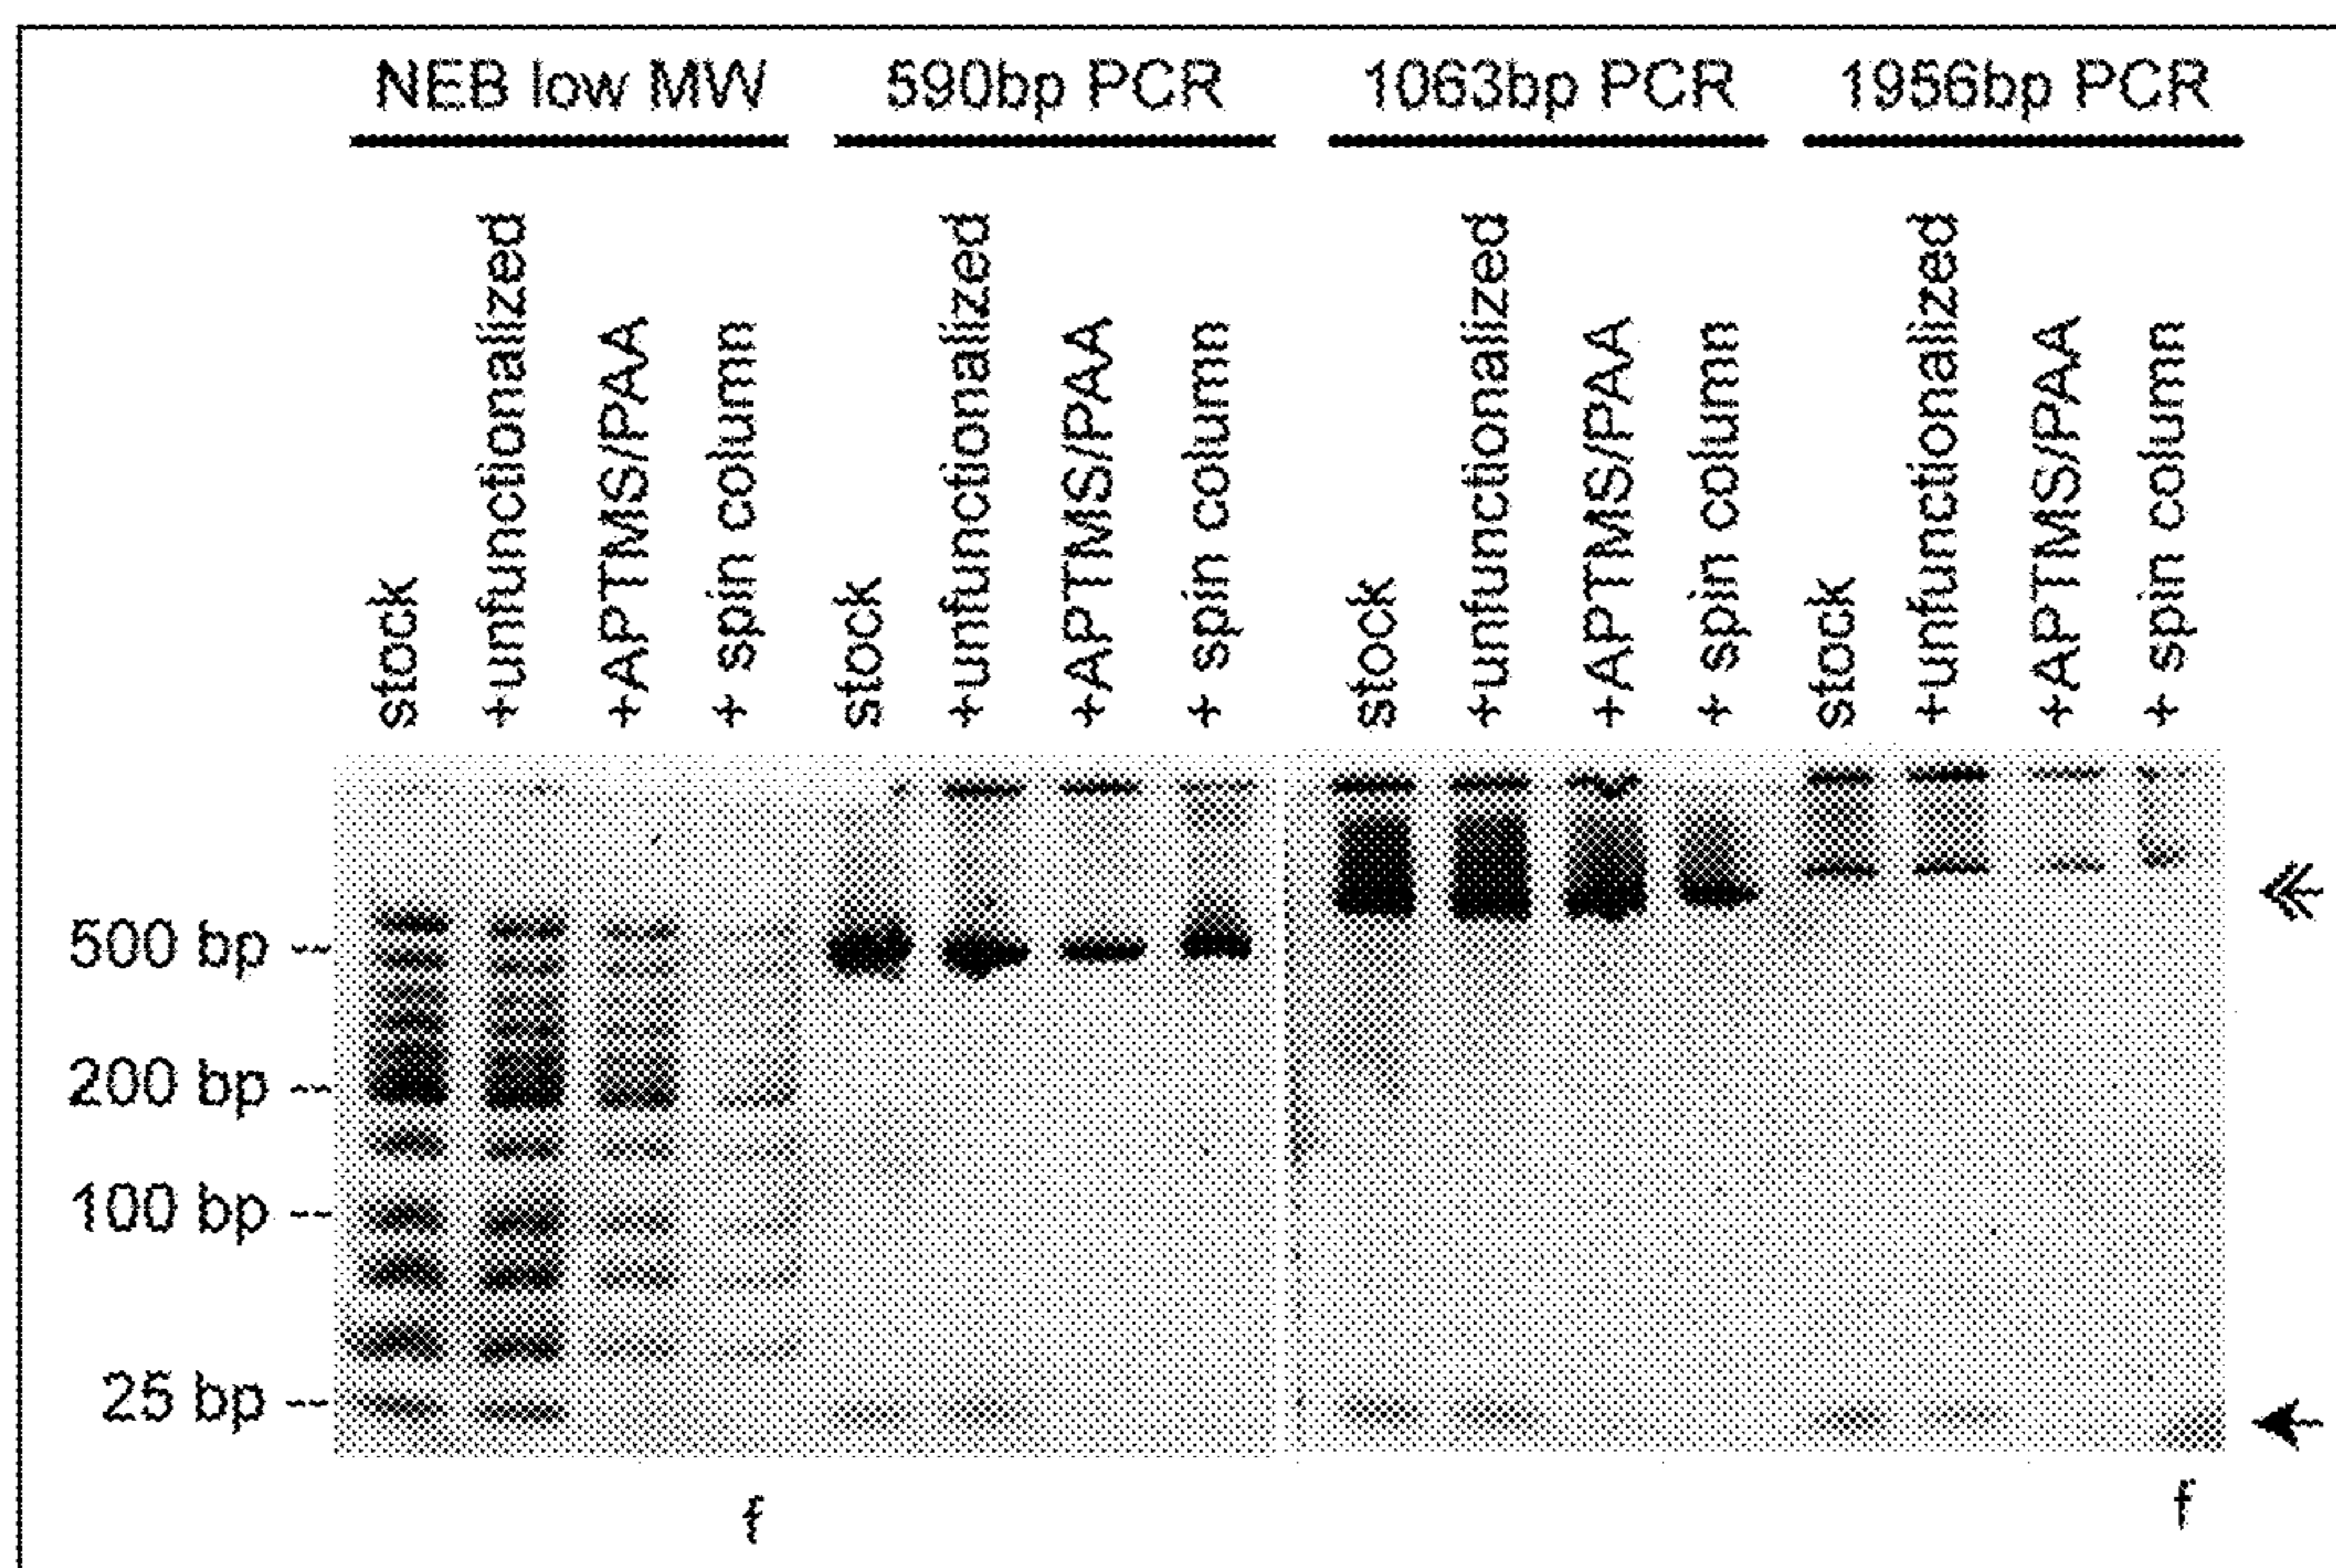 NEB low MW 590bp PCR 1063bp PCR 1956bp PCR
stock +unfunctionalized +APTMS/PAA + spin column stock +unfunctionalized +APTMS/PAA + spin column stock +unfunctionalized +APTMS/PAA + spin column stock +unfunctionalized +APTMS/PAA + spin column
500 bp --
200 bp --
100 bp --
25 bp --
f f